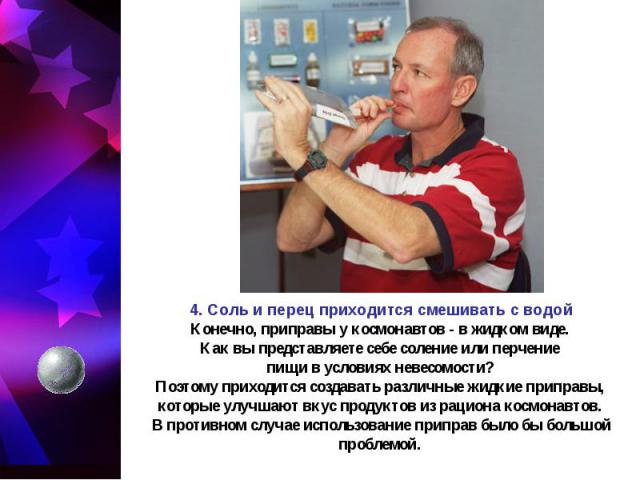 4. Соль и перец приходится смешивать с водой
Конечно, приправы у космонавтов - в жидком виде.
Как вы представляете себе соление или перчение
пищи в условиях невесомости?
Поэтому приходится создавать различные жидкие приправы,
которые улучшают вкус продуктов из рациона космонавтов.
В противном случае использование приправ было бы большой
проблемой.